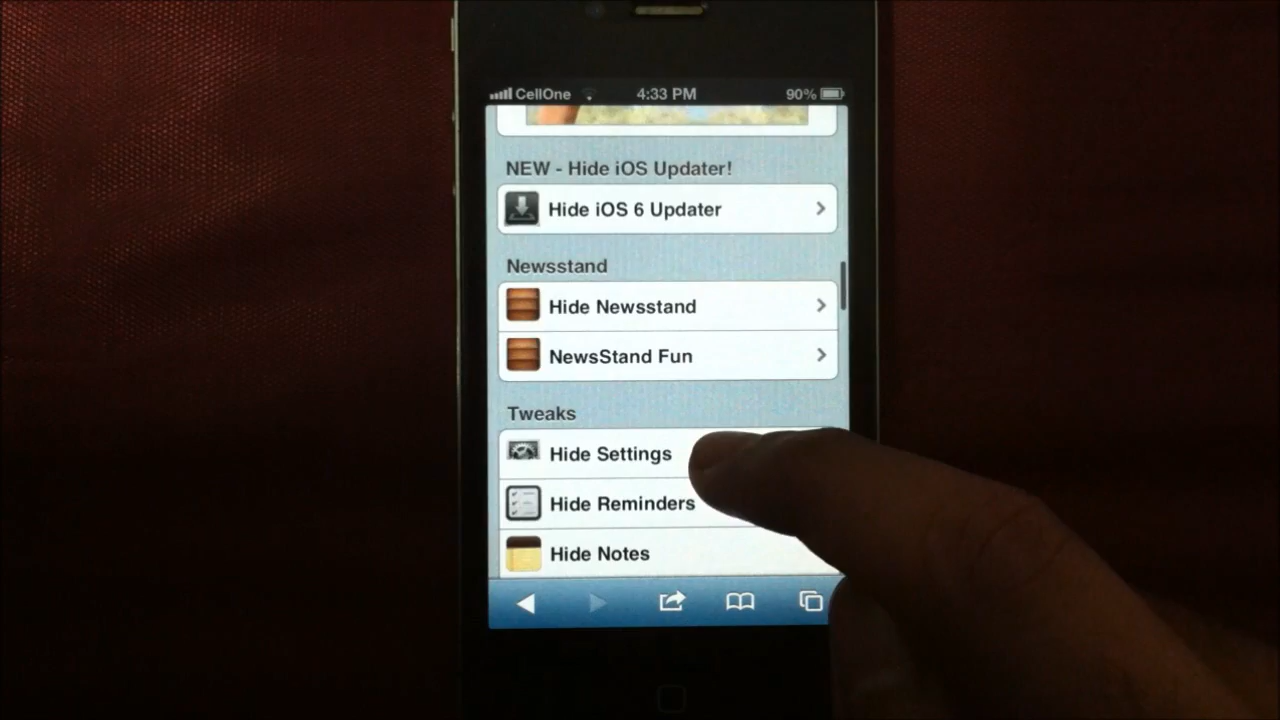 CellOne 4:33 PM 90%
NEW - Hide iOS Updater!
Hide iOS 6 Updater
Newsstand
Hide Newsstand
NewsStand Fun
Tweaks
Hide Settings
Hide Reminders
Hide Notes